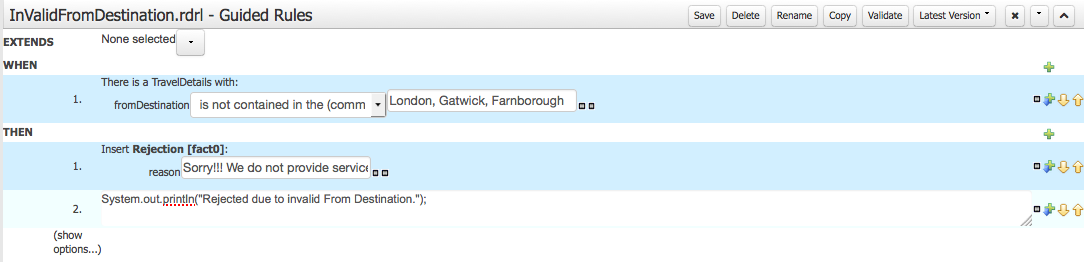 InValidFromDestination.rdrl - Guided Rules
Save Delete Rename Copy Validate Latest Version
EXTENDS None selected
WHEN
There is a TravelDetails with:
1. fromDestination is not contained in the (comm London, Gatwick, Farnborough
THEN
Insert Rejection [fact0]:
1. reason Sorry!!! We do not provide service
2. System.out.println("Rejected due to invalid From Destination.");
(show
options...)